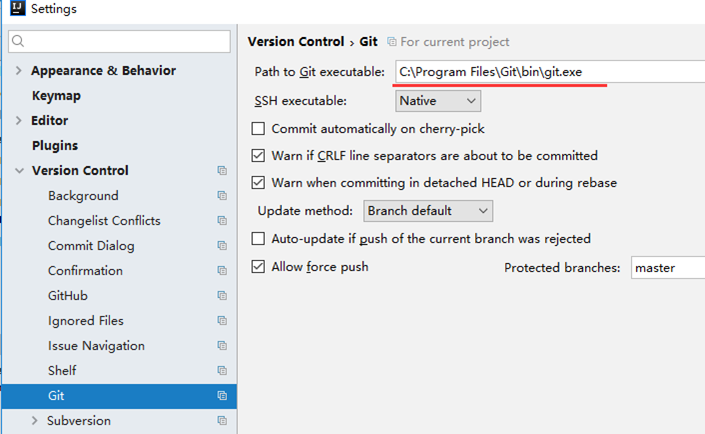 IJ
Settings
Version Control › Git For current project
Appearance & Behavior
Path to Git executable: C:\Program Files\Git\bin\git.exe
Keymap
SSH executable: Native
Editor
Commit automatically on cherry-pick
Plugins
Warn if CRLF line separators are about to be committed
Version Control
Warn when committing in detached HEAD or during rebase
Background
Update method: Branch default
Changelist Conflicts
Auto-update if push of the current branch was rejected
Commit Dialog
Confirmation
Allow force push Protected branches: master
GitHub
Ignored Files
Issue Navigation
Shelf
Git
Subversion